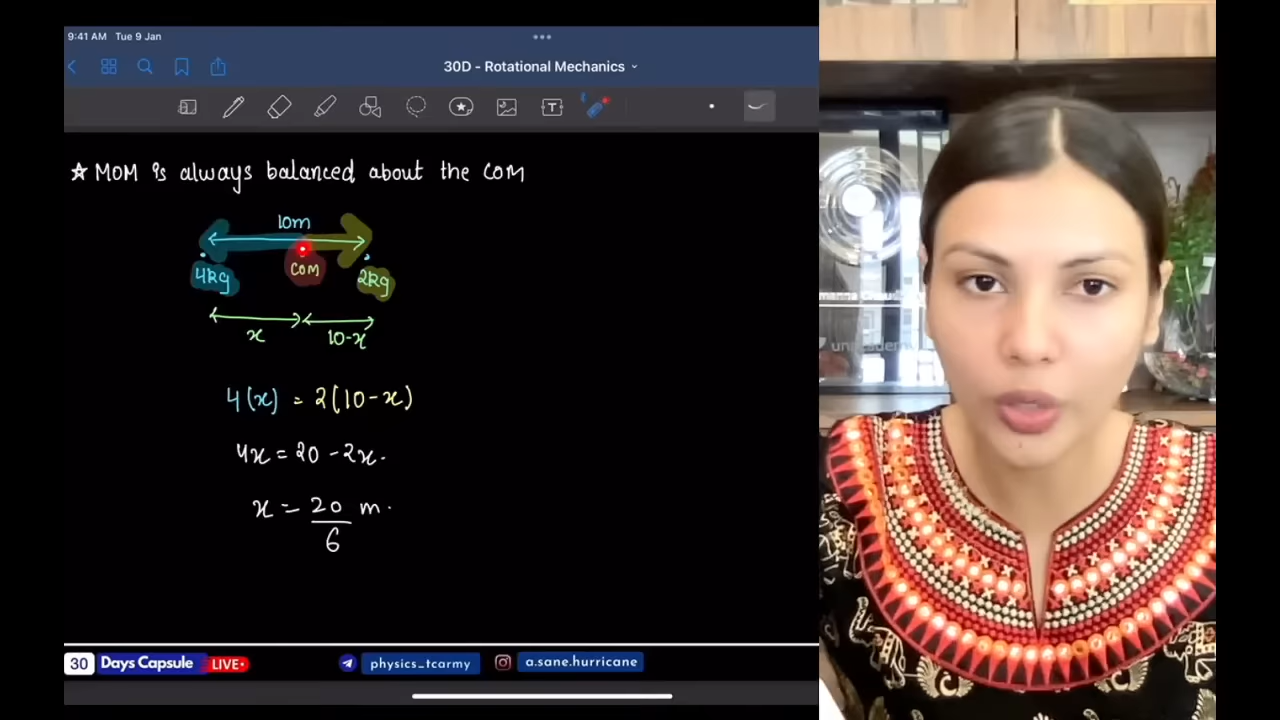 9:41 AM Tue 9 Jan
30D - Rotational Mechanics
★ MOM is always balanced about the COM
10m
4kg COM 2kg
x 10-x
4(x) = 2(10-x)
4x = 20 - 2x.
x = 20/6 m.
30 Days Capsule LIVE
physics_tcarmy
a.sane.hurricane